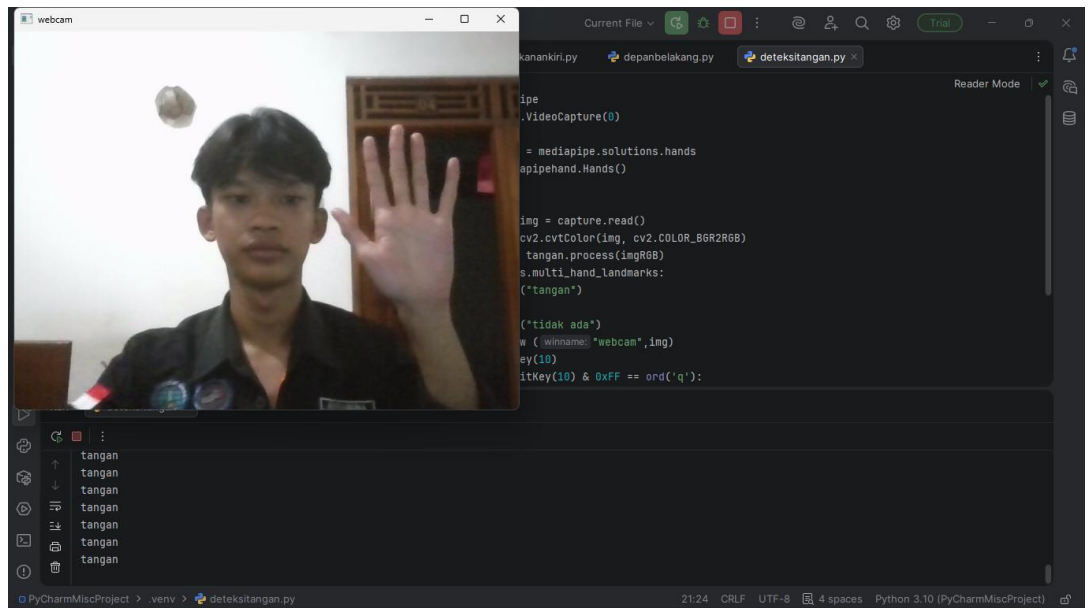 webcam
Current File
Trial
kanankiri.py
depanbelakang.py
deteksitangan.py
Reader Mode
ipe
.VideoCapture(0)
= mediapipe.solutions.hands
apipehand.Hands()
img = capture.read()
cv2.cvtColor(img, cv2.COLOR_BGR2RGB)
tangan.process(imgRGB)
s.multi_hand_landmarks:
("tangan")
("tidak ada")
w ( winname: "webcam",img)
ey(10)
itKey(10) & 0xFF == ord('q'):
tangan
tangan
tangan
tangan
tangan
tangan
tangan
PyCharmMiscProject > .venv > deteksitangan.py
21:24 CRLF UTF-8 4 spaces Python 3.10 (PyCharmMiscProject)